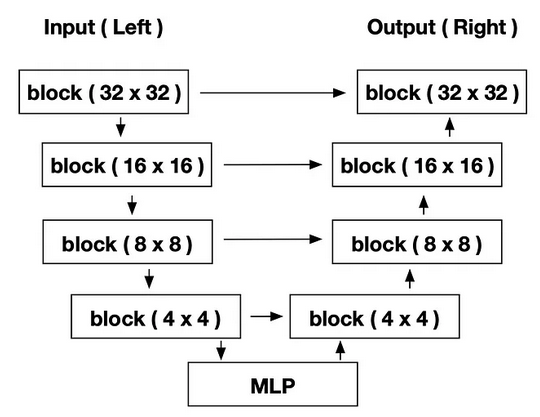 Input ( Left )
Output ( Right )
block ( 32 x 32 )
block ( 32 x 32 )
block ( 16 x 16 )
block ( 16 x 16 )
block ( 8 x 8 )
block ( 8 x 8 )
block ( 4 x 4 )
block ( 4 x 4 )
MLP